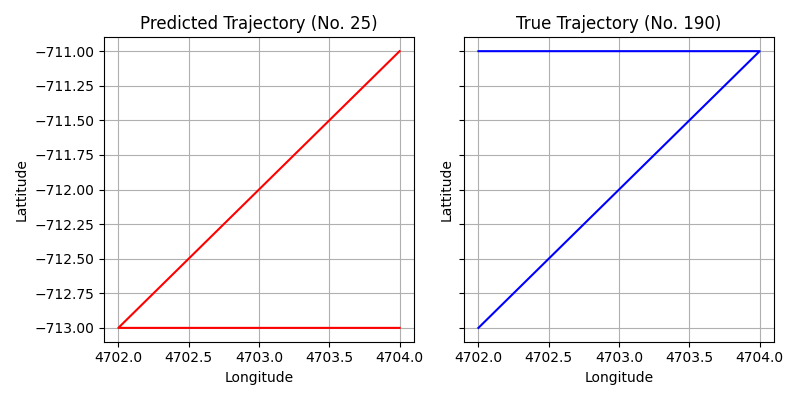 Predicted Trajectory (No. 25)
Lattitude
−711.00
−711.25
−711.50
−711.75
−712.00
−712.25
−712.50
−712.75
−713.00
4702.0 4702.5 4703.0 4703.5 4704.0
Longitude
True Trajectory (No. 190)
Lattitude
4702.0 4702.5 4703.0 4703.5 4704.0
Longitude